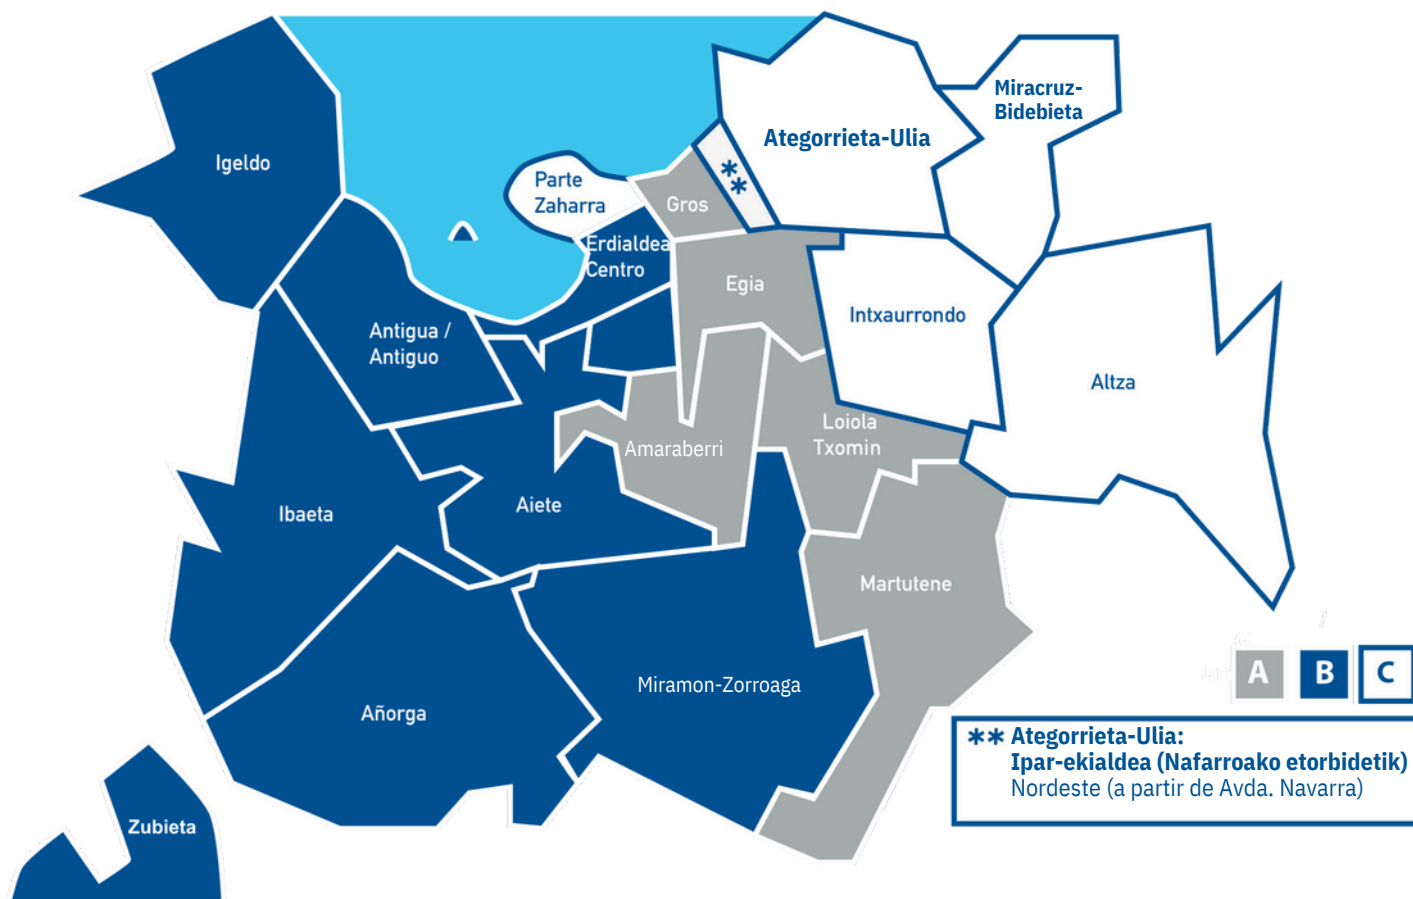 Miracruz-
Bidebieta
Ategorrieta-Ulia
Igeldo
Parte
Zaharra
**
Gros
Erdialdea
Centro
Egia
Antigua /
Antiguo
Intxaurrondo
Altza
Loiola
Txomin
Amaraberri
Ibaeta
Aiete
Martutene
Miramon-Zorroaga
Añorga
Zubieta
A B C
** Ategorrieta-Ulia:
Ipar-ekialdea (Nafarroako etorbidetik)
Nordeste (a partir de Avda. Navarra)